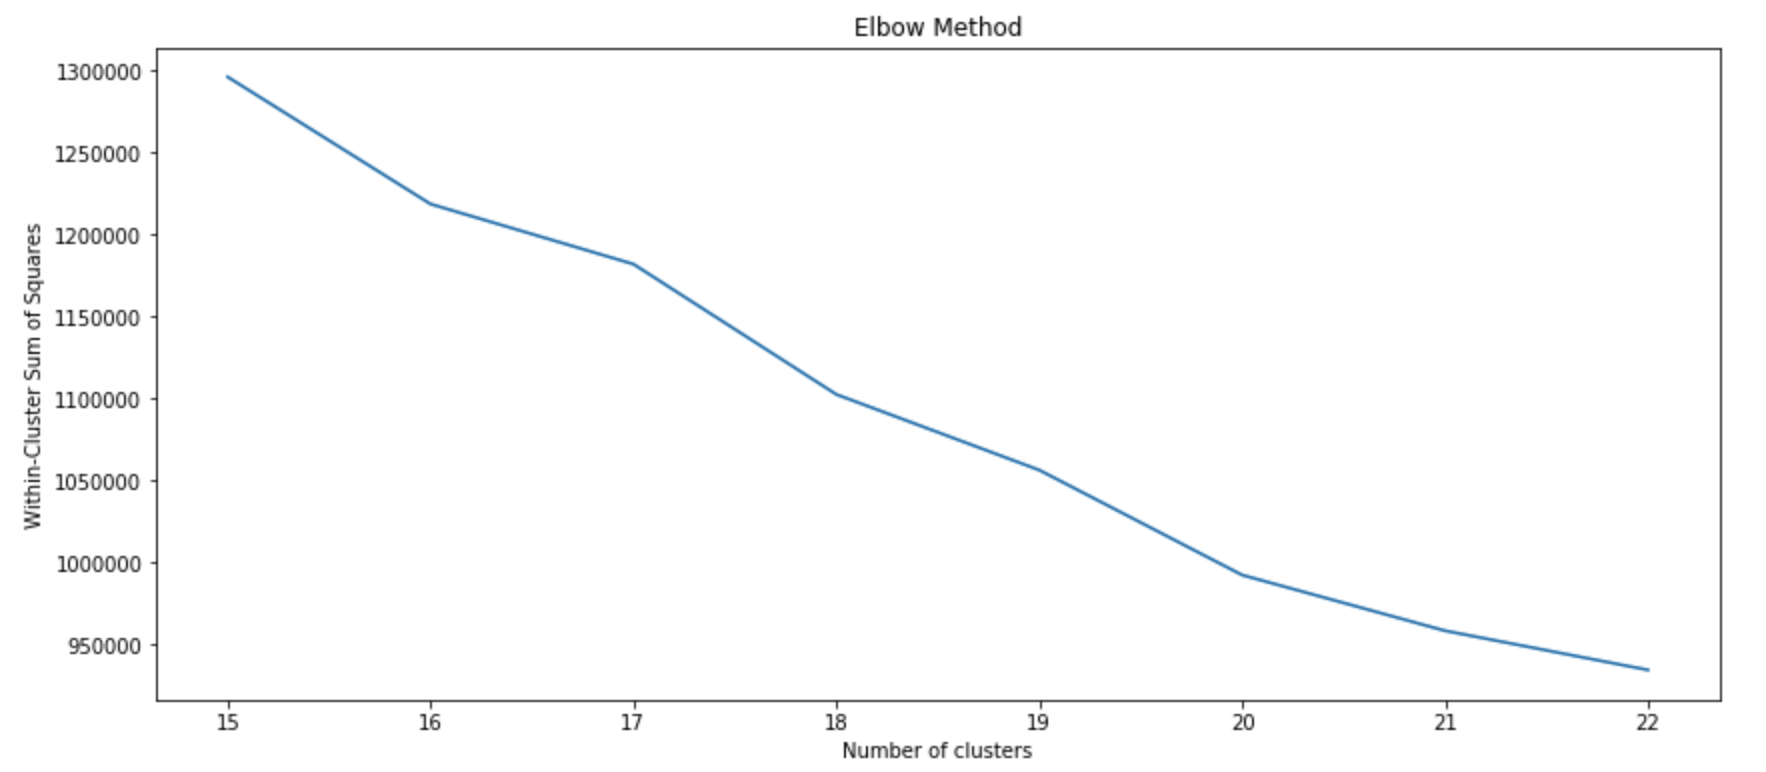 Elbow Method
Within-Cluster Sum of Squares
1300000
1250000
1200000
1150000
1100000
1050000
1000000
950000
15 16 17 18 19 20 21 22
Number of clusters